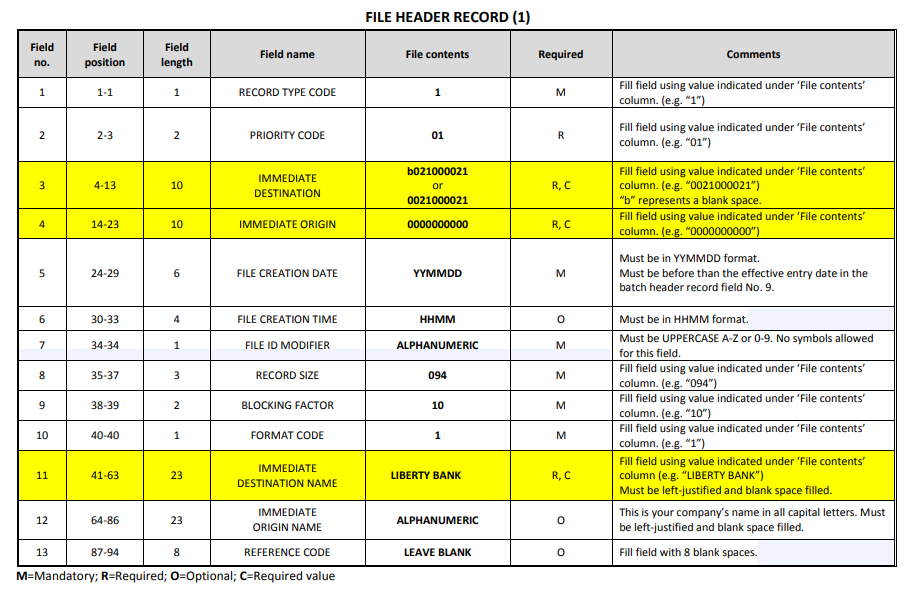 FILE HEADER RECORD (1)
Field no. Field position Field length Field name File contents Required Comments
1 1-1 1 RECORD TYPE CODE 1 M Fill field using value indicated under ‘File contents’
column. (e.g. “1”)
2 2-3 2 PRIORITY CODE 01 R Fill field using value indicated under ‘File contents’
column. (e.g. “01”)
3 4-13 10 IMMEDIATE DESTINATION b021000021 or 0021000021 R, C Fill field using value indicated under ‘File contents’
column. (e.g. “0021000021”)
“b” represents a blank space.
4 14-23 10 IMMEDIATE ORIGIN 0000000000 R, C Fill field using value indicated under ‘File contents’
column. (e.g. “0000000000”)
5 24-29 6 FILE CREATION DATE YYMMDD M Must be in YYMMDD format.
Must be before than the effective entry date in the
batch header record field No. 9.
6 30-33 4 FILE CREATION TIME HHMM O Must be in HHMM format.
7 34-34 1 FILE ID MODIFIER ALPHANUMERIC M Must be UPPERCASE A-Z or 0-9. No symbols allowed
for this field.
8 35-37 3 RECORD SIZE 094 M Fill field using value indicated under ‘File contents’
column. (e.g. “094”)
9 38-39 2 BLOCKING FACTOR 10 M Fill field using value indicated under ‘File contents’
column. (e.g. “10”)
10 40-40 1 FORMAT CODE 1 M Fill field using value indicated under ‘File contents’
column. (e.g. “1”)
11 41-63 23 IMMEDIATE DESTINATION NAME LIBERTY BANK R, C Fill field using value indicated under ‘File contents’
column (e.g. “LIBERTY BANK”)
Must be left-justified and blank space filled.
12 64-86 23 IMMEDIATE ORIGIN NAME ALPHANUMERIC O This is your company’s name in all capital letters. Must
be left-justified and blank space filled.
13 87-94 8 REFERENCE CODE LEAVE BLANK O Fill field with 8 blank spaces.
M=Mandatory; R=Required; O=Optional; C=Required value